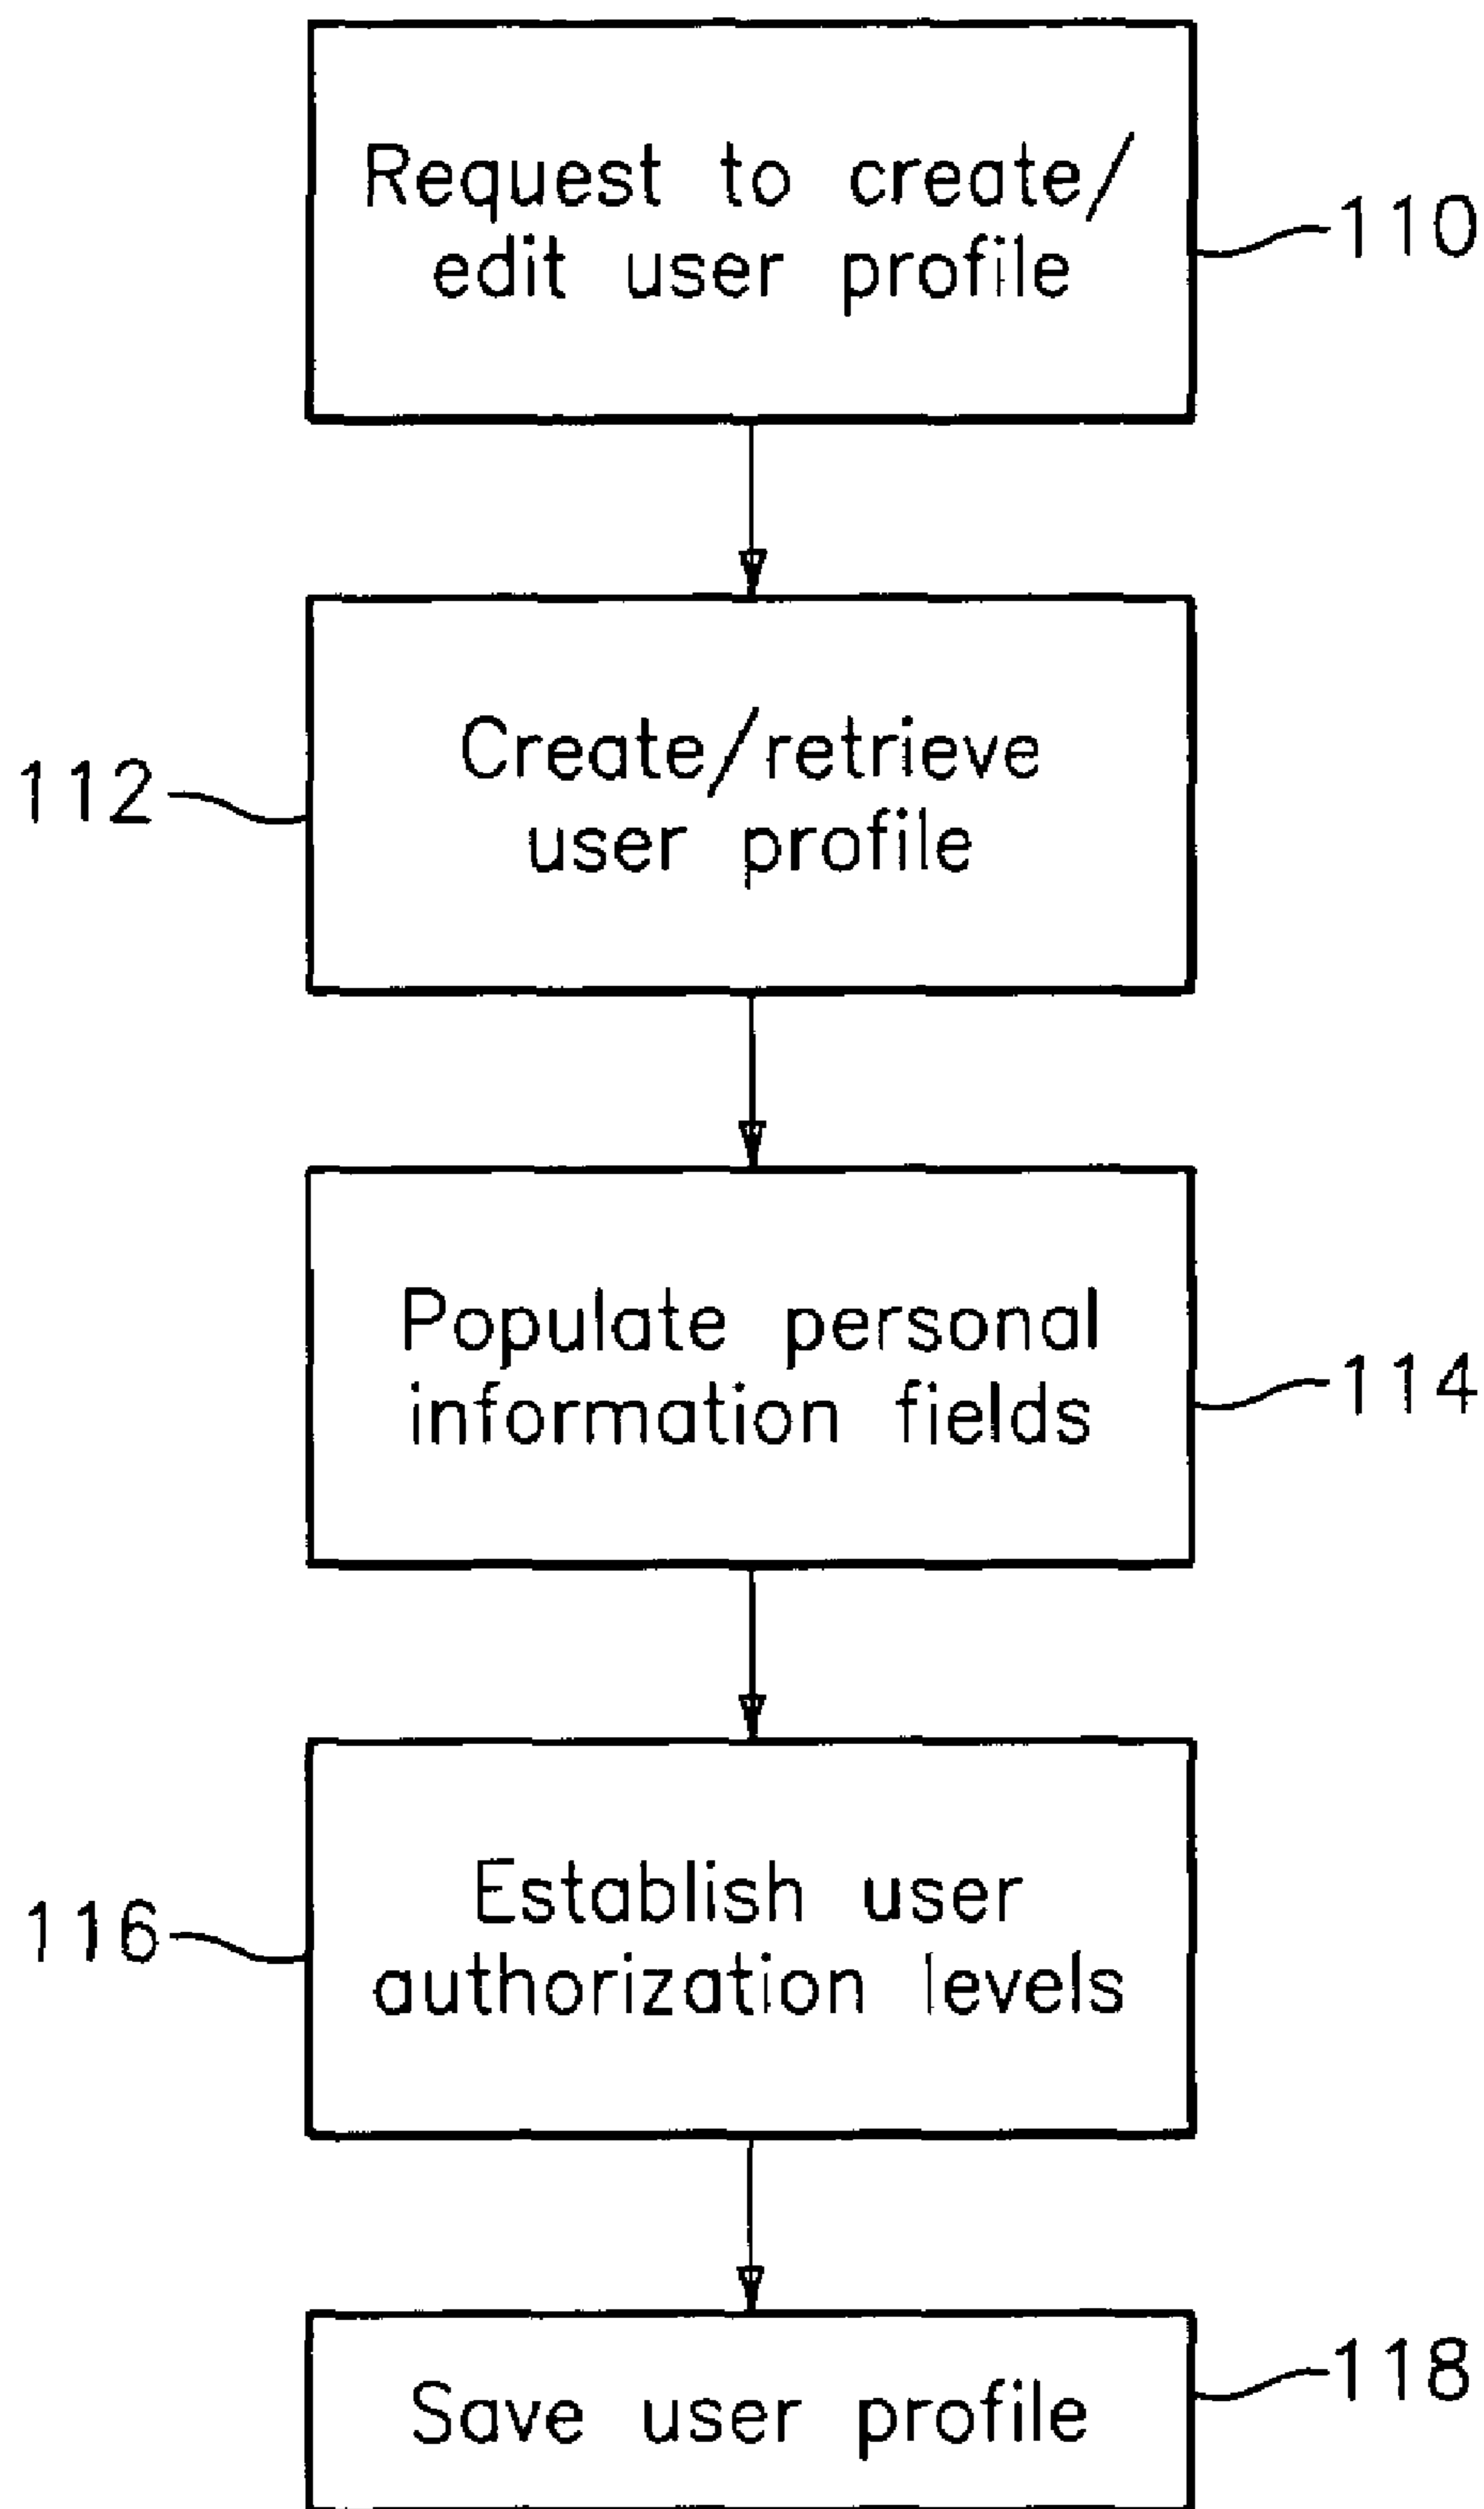 Request to create/
edit user profile
110
Create/retrieve
user profile
112
Populate personal
information fields
114
Establish user
authorization levels
116
Save user profile
118